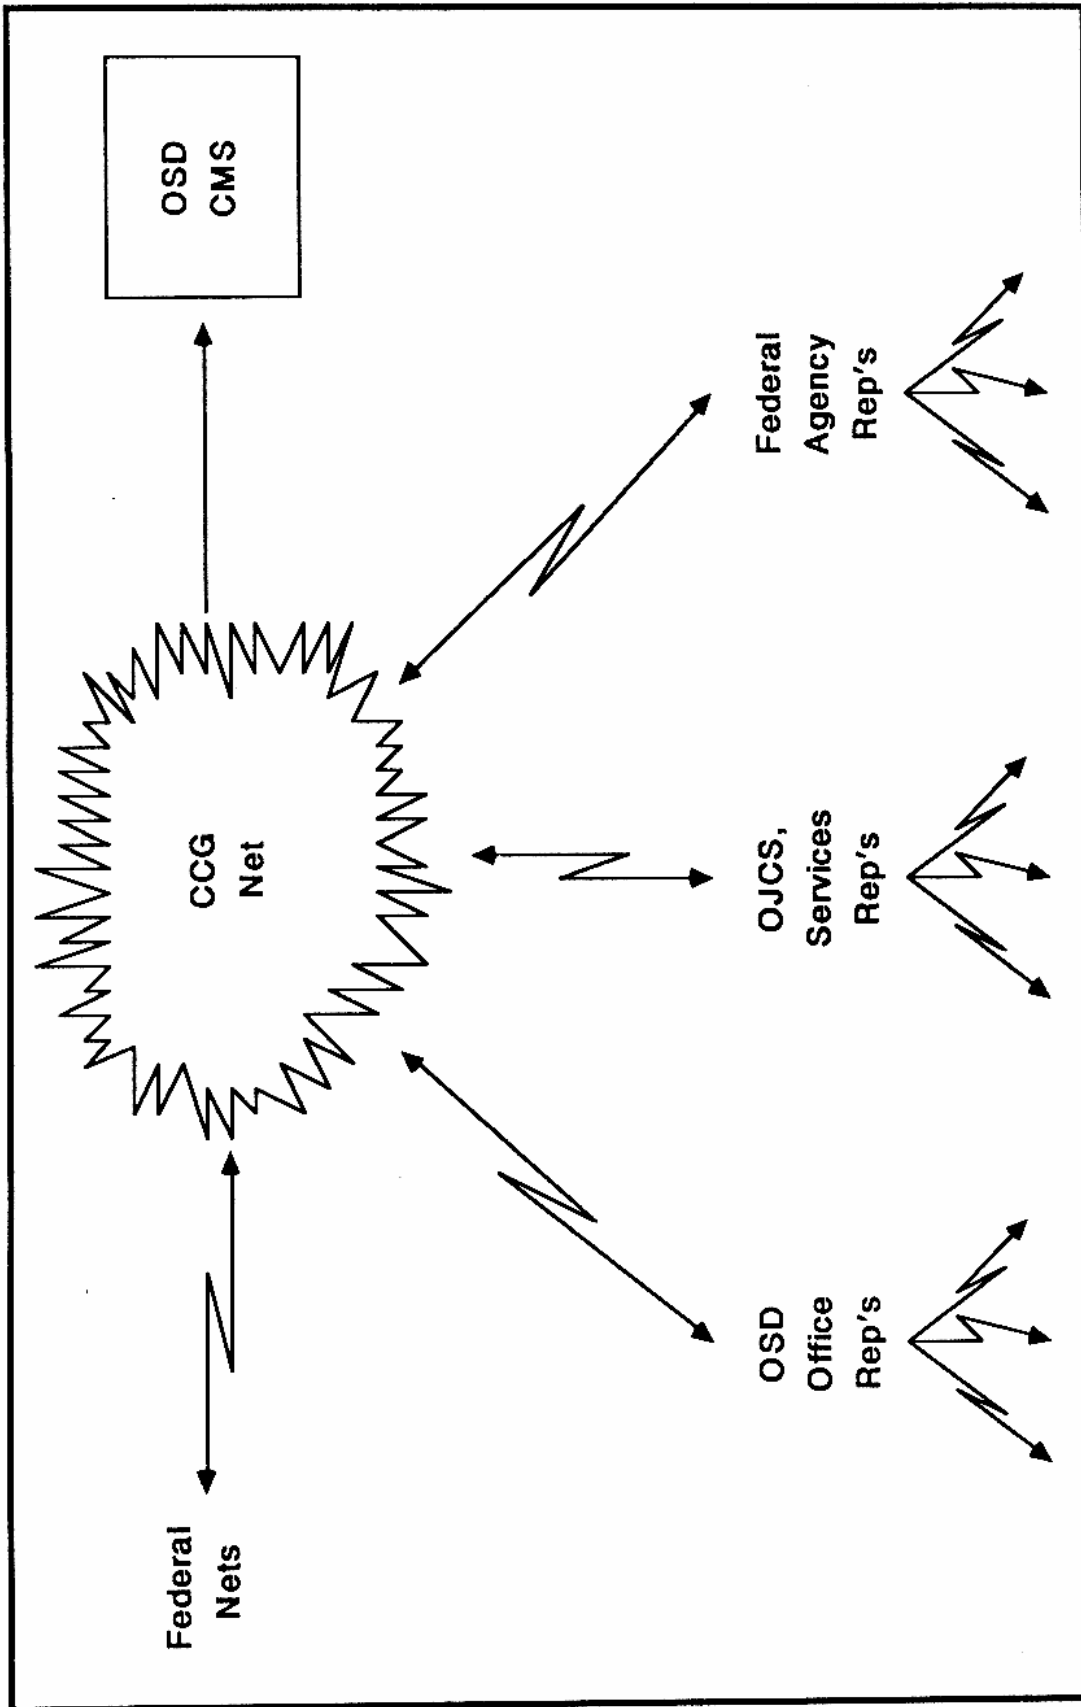 Federal
Nets
CCG
Net
OSD
CMS
OSD
Office
Rep's
OJCS,
Services
Rep's
Federal
Agency
Rep's